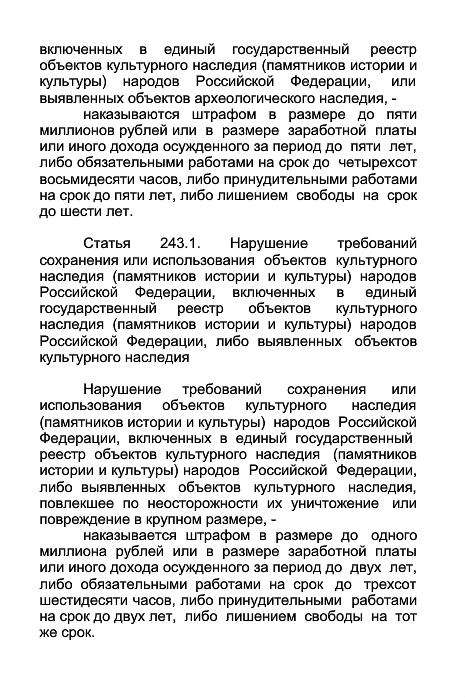 включенных в единый государственный реестр
объектов культурного наследия (памятников истории и
культуры) народов Российской Федерации, или
выявленных объектов археологического наследия, -
наказываются штрафом в размере до пяти
миллионов рублей или в размере заработной платы
или иного дохода осужденного за период до пяти лет,
либо обязательными работами на срок до четырехсот
восьмидесяти часов, либо принудительными работами
на срок до пяти лет, либо лишением свободы на срок
до шести лет.
Статья 243.1. Нарушение требований
сохранения или использования объектов культурного
наследия (памятников истории и культуры) народов
Российской Федерации, включенных в единый
государственный реестр объектов культурного
наследия (памятников истории и культуры) народов
Российской Федерации, либо выявленных объектов
культурного наследия
Нарушение требований сохранения или
использования объектов культурного наследия
(памятников истории и культуры) народов Российской
Федерации, включенных в единый государственный
реестр объектов культурного наследия (памятников
истории и культуры) народов Российской Федерации,
либо выявленных объектов культурного наследия,
повлекшее по неосторожности их уничтожение или
повреждение в крупном размере, -
наказывается штрафом в размере до одного
миллиона рублей или в размере заработной платы
или иного дохода осужденного за период до двух лет,
либо обязательными работами на срок до трехсот
шестидесяти часов, либо принудительными работами
на срок до двух лет, либо лишением свободы на тот
же срок.